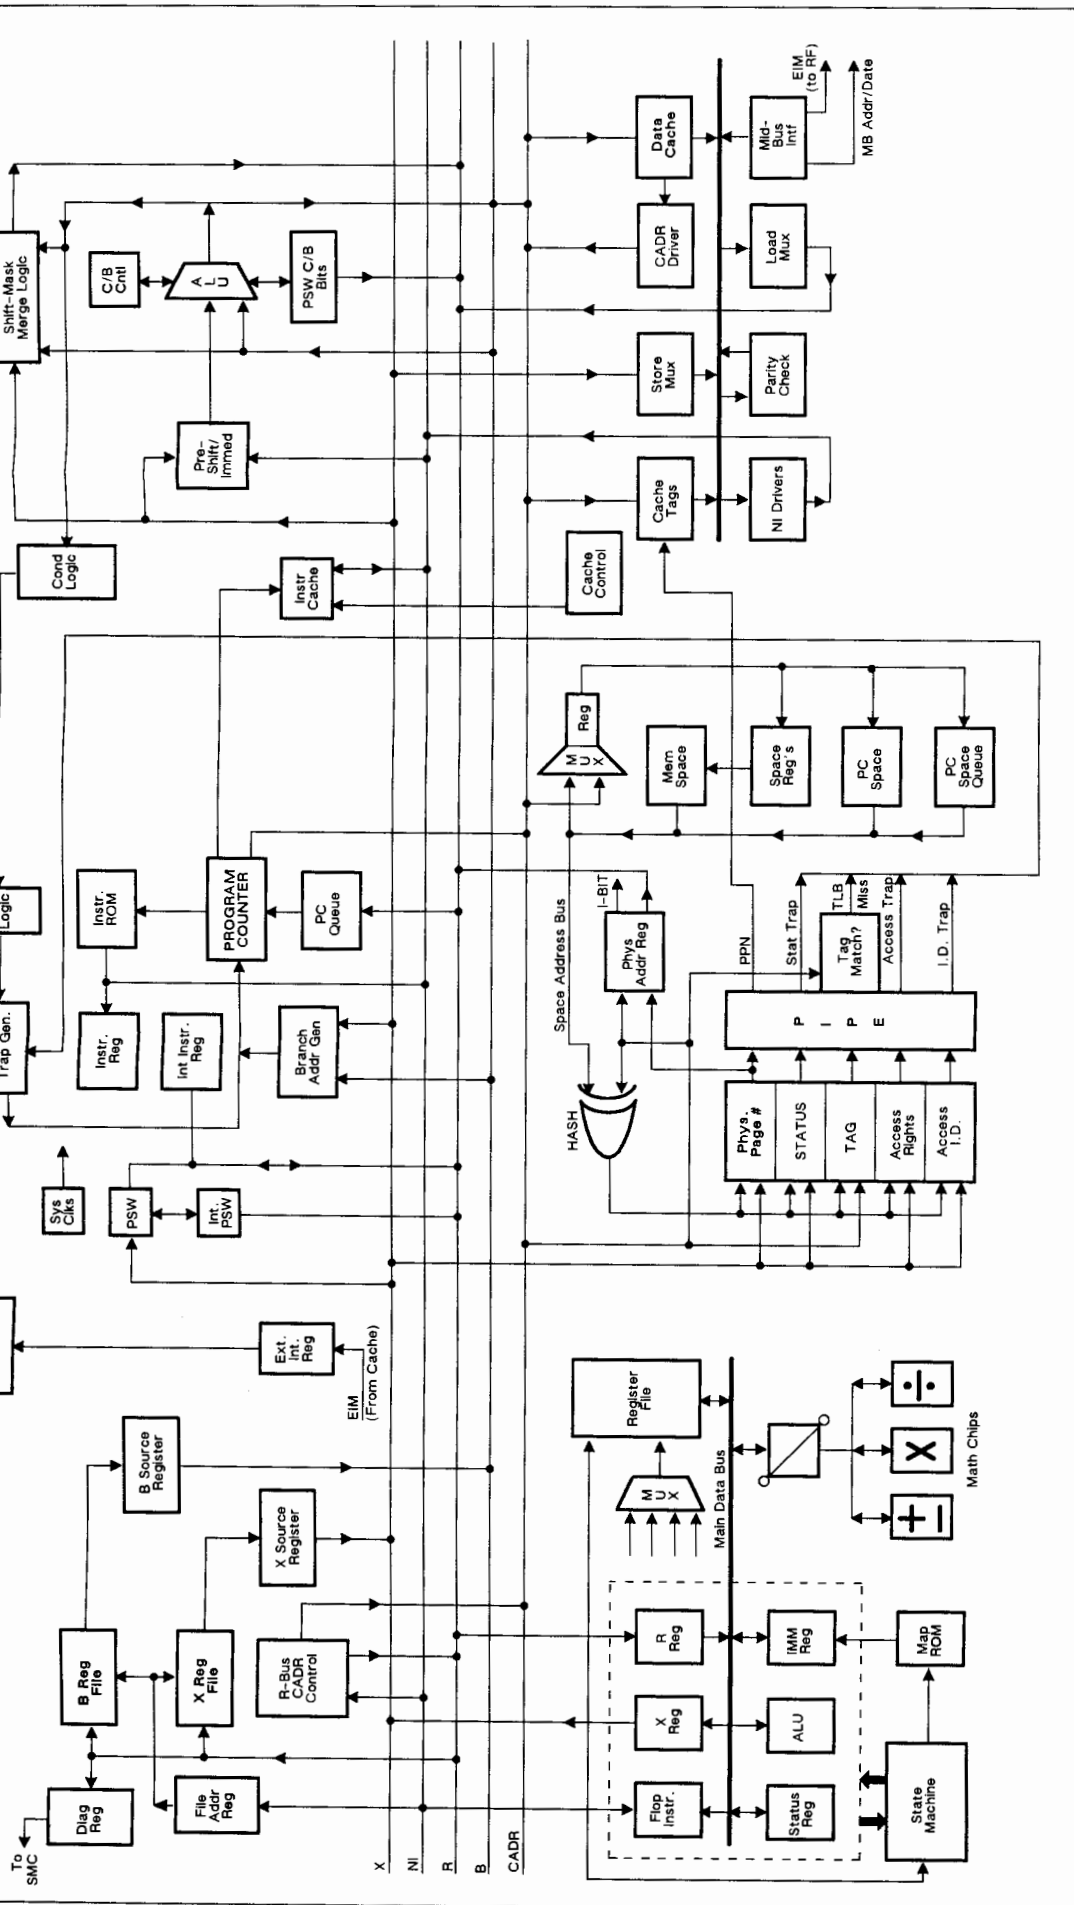 To
SMC
Diag
Reg
B Reg
File
B Source
Register
File
Addr
Reg
X Reg
File
X Source
Register
R-Bus
CADR
Control
Ext.
Int.
Reg
EIM
(From Cache)
Sys
Clks
PSW
Int.
PSW
Trap Gen.
Logic
Instr.
Reg
Instr.
ROM
Int Instr.
Reg
PROGRAM
COUNTER
Branch
Addr Gen
PC
Queue
Cond
Logic
Instr
Cache
Shift-Mask
Merge Logic
Pre-
Shift/
Immed
C/B
Cntl
A
L
U
PSW C/B
Bits
X
NI
R
B
CADR
Flop
Instr.
X
Reg
R
Reg
Status
Reg
ALU
IMM
Reg
State
Machine
Map
ROM
M
U
X
Register
File
Main Data Bus
Math Chips
HASH
Space Address Bus
Phys
Addr Reg
I-BIT
Phys.
Page #
STATUS
TAG
Access
Rights
Access
I.D.
P
I
P
E
Tag
Match?
PPN
Stat Trap
TLB
Miss
Access Trap
I.D. Trap
M
U
X
Reg
Mem
Space
Space
Reg's
PC
Space
PC
Space
Queue
Cache
Control
Cache
Tags
NI Drivers
Store
Mux
Parity
Check
CADR
Driver
Load
Mux
Data
Cache
Mid-
Bus
Intf
EIM
(to RF)
MB Addr/Date